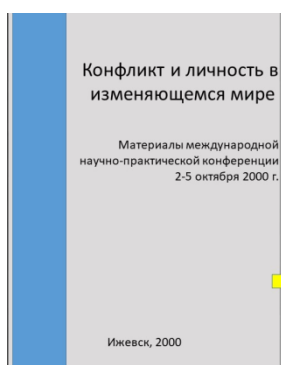 Конфликт и личность в
изменяющемся мире
Материалы международной
научно-практической конференции
2-5 октября 2000 г.
Ижевск, 2000